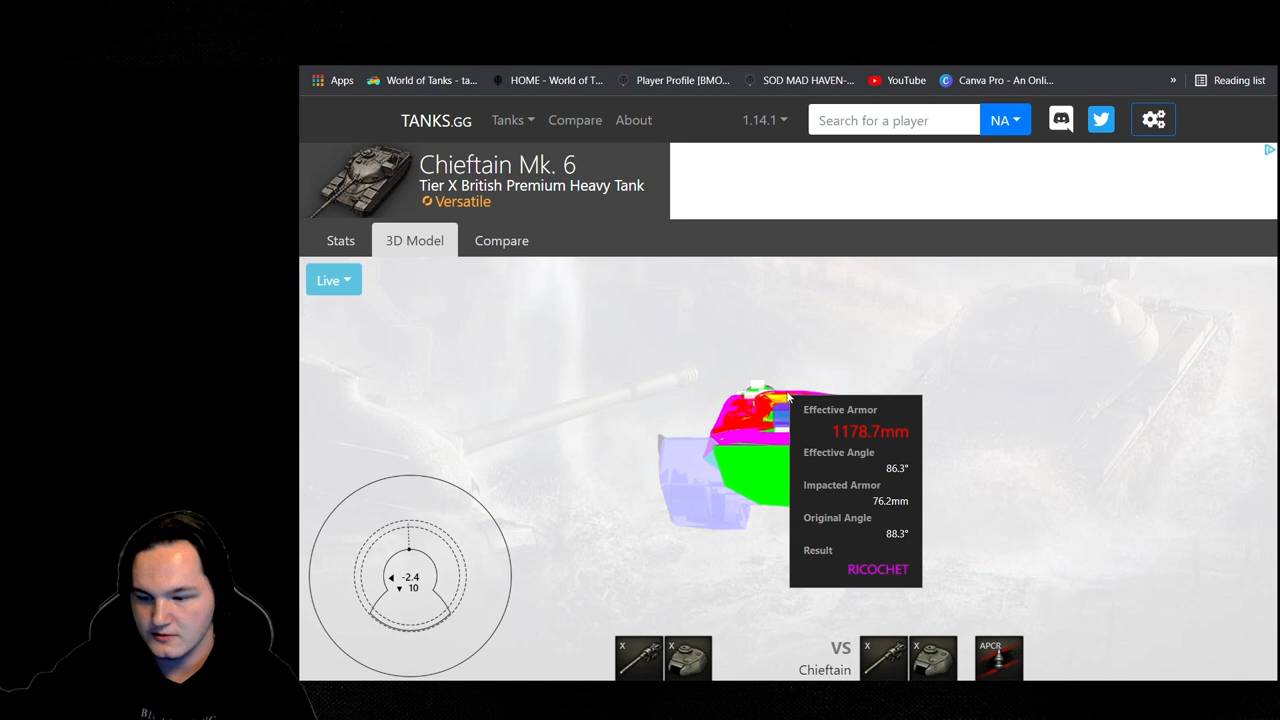 Apps
World of Tanks - ta...
HOME - World of T...
Player Profile [BMO...
SOD MAD HAVEN-...
YouTube
Canva Pro - An Onli...
»
Reading list
TANKS.GG
Tanks
Compare
About
1.14.1
Search for a player
NA
Chieftain Mk. 6
Tier X British Premium Heavy Tank
Versatile
Stats
3D Model
Compare
Live
Effective Armor
1178.7mm
Effective Angle
86.3°
Impacted Armor
76.2mm
Original Angle
88.3°
Result
RICOCHET
-2.4
10
X
X
VS
Chieftain
X
X
APCR